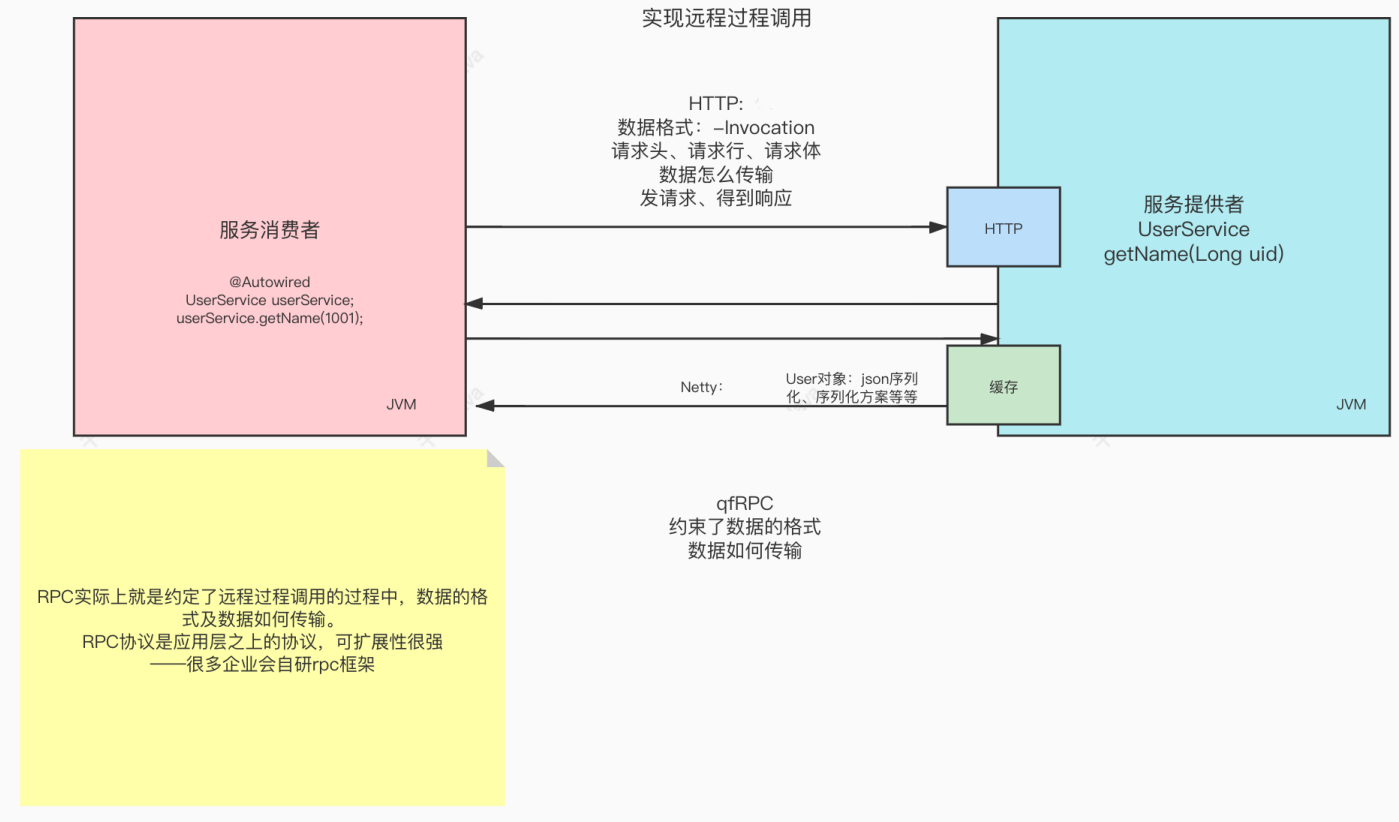 实现远程过程调用
HTTP:
数据格式：-Invocation
请求头、请求行、请求体
数据怎么传输
发请求、得到响应
服务消费者
@Autowired
UserService userService;
userService.getName(1001);
JVM
HTTP
服务提供者
UserService
getName(Long uid)
Netty：
User对象：json序列
化、序列化方案等等
缓存
JVM
qfRPC
约束了数据的格式
数据如何传输
RPC实际上就是约定了远程过程调用的过程中，数据的格
式及数据如何传输。
RPC协议是应用层之上的协议，可扩展性很强
——很多企业会自研rpc框架